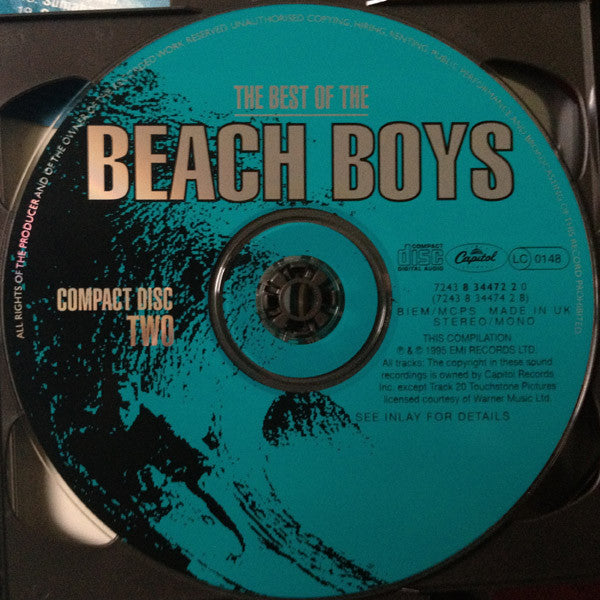 THE BEST OF THE
BEACH BOYS
COMPACT DISC
TWO
COMPACT
disc
DIGITAL AUDIO
Capitol
LC 0148
7243 8 34472 2 0
(7243 8 34474 2 8)
BIEM/MCPS MADE IN UK
STEREO/MONO
THIS COMPILATION
℗ & © 1995 EMI RECORDS LTD.
All tracks: The copyright in these sound
recordings is owned by Capitol Records,
Inc. except Track 20 Touchstone Pictures
licensed courtesy of Warner Music Ltd.
SEE INLAY FOR DETAILS
ALL RIGHTS OF THE PRODUCER AND OF THE OWNER OF THE RECORDED WORK RESERVED. UNAUTHORISED COPYING, HIRING, RENTING, PUBLIC PERFORMANCE AND BROADCASTING OF THIS RECORD PROHIBITED.